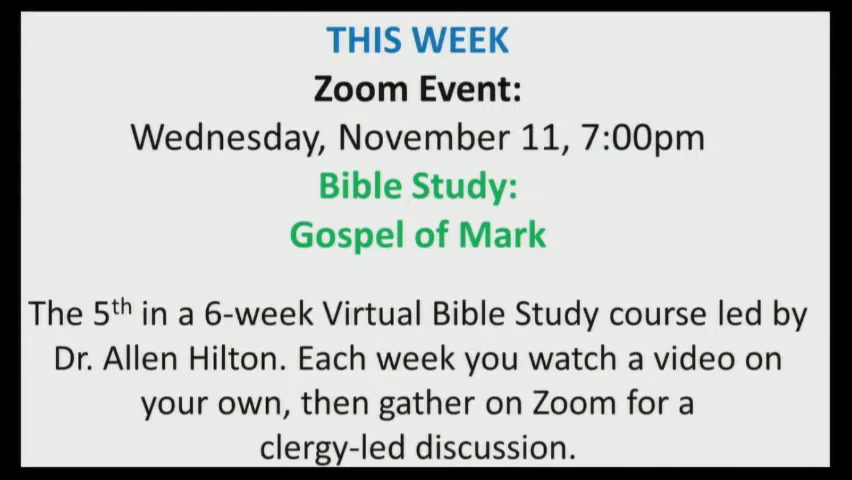 THIS WEEK
Zoom Event:
Wednesday, November 11, 7:00pm
Bible Study:
Gospel of Mark
The 5th in a 6-week Virtual Bible Study course led by
Dr. Allen Hilton. Each week you watch a video on
your own, then gather on Zoom for a
clergy-led discussion.